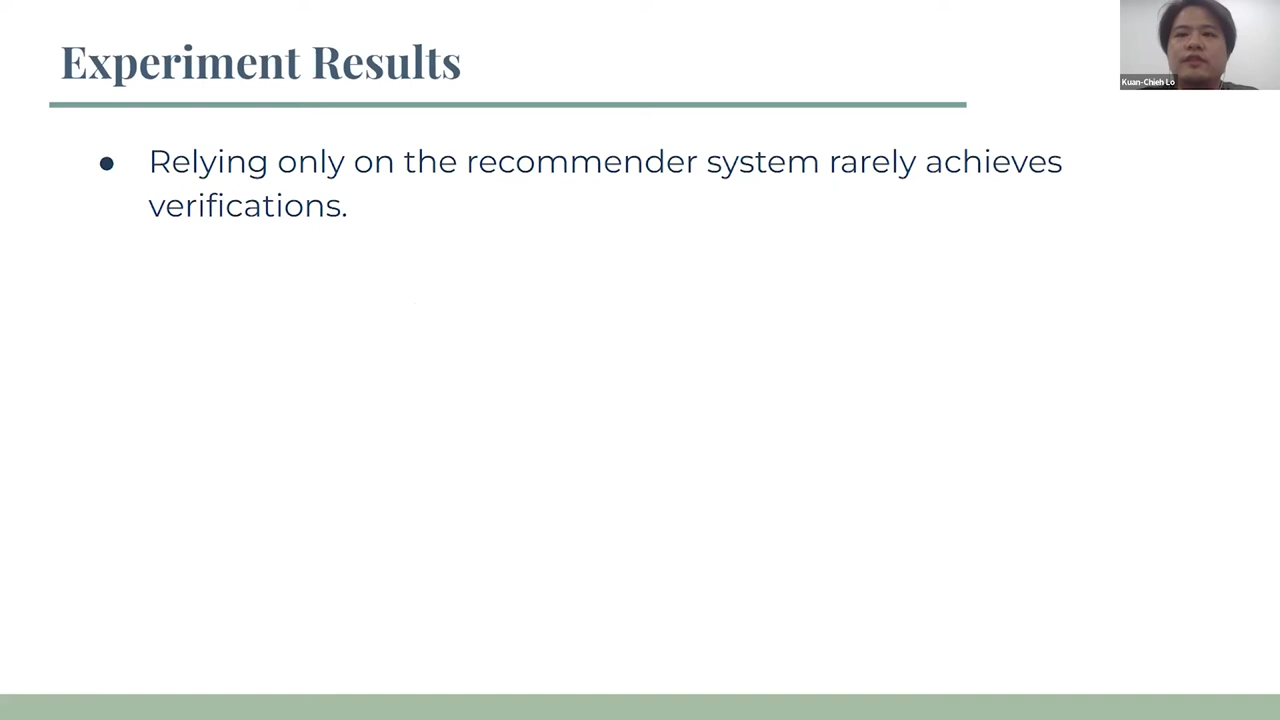 Experiment Results
Kuan-Chieh Lo
● Relying only on the recommender system rarely achieves
verifications.